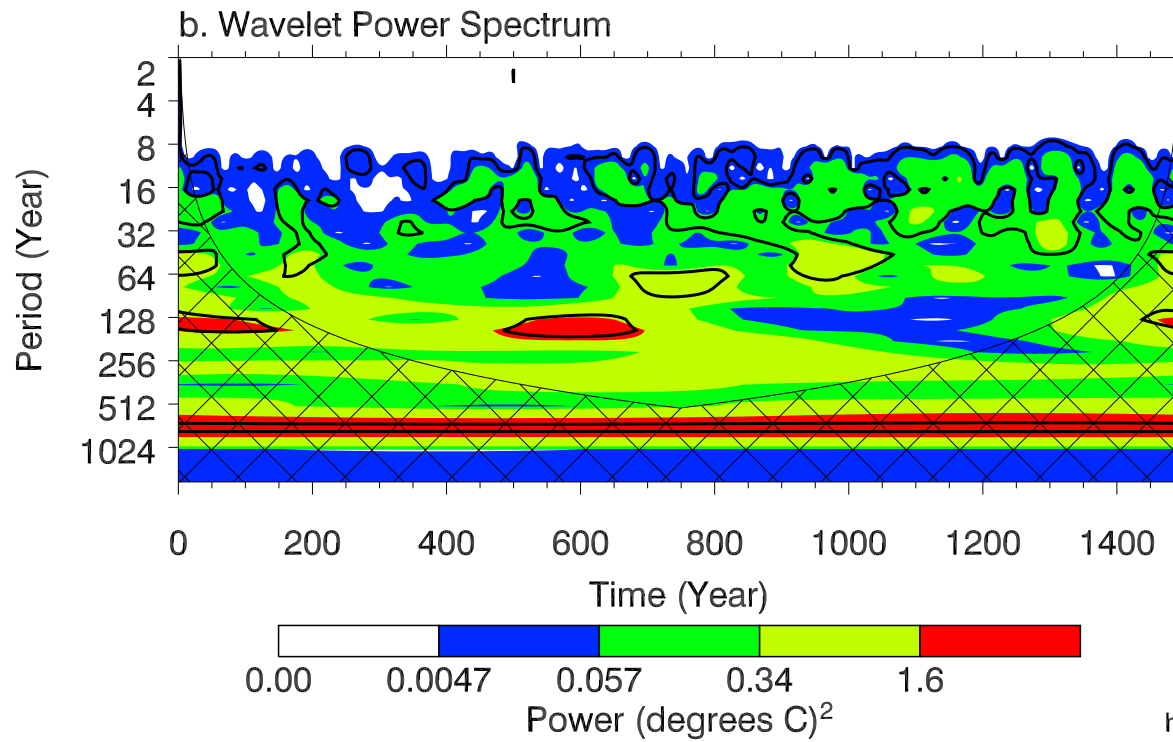 b. Wavelet Power Spectrum
Period (Year)
2
4
8
16
32
64
128
256
512
1024
0 200 400 600 800 1000 1200 1400
Time (Year)
0.00 0.0047 0.057 0.34 1.6
Power (degrees C)²